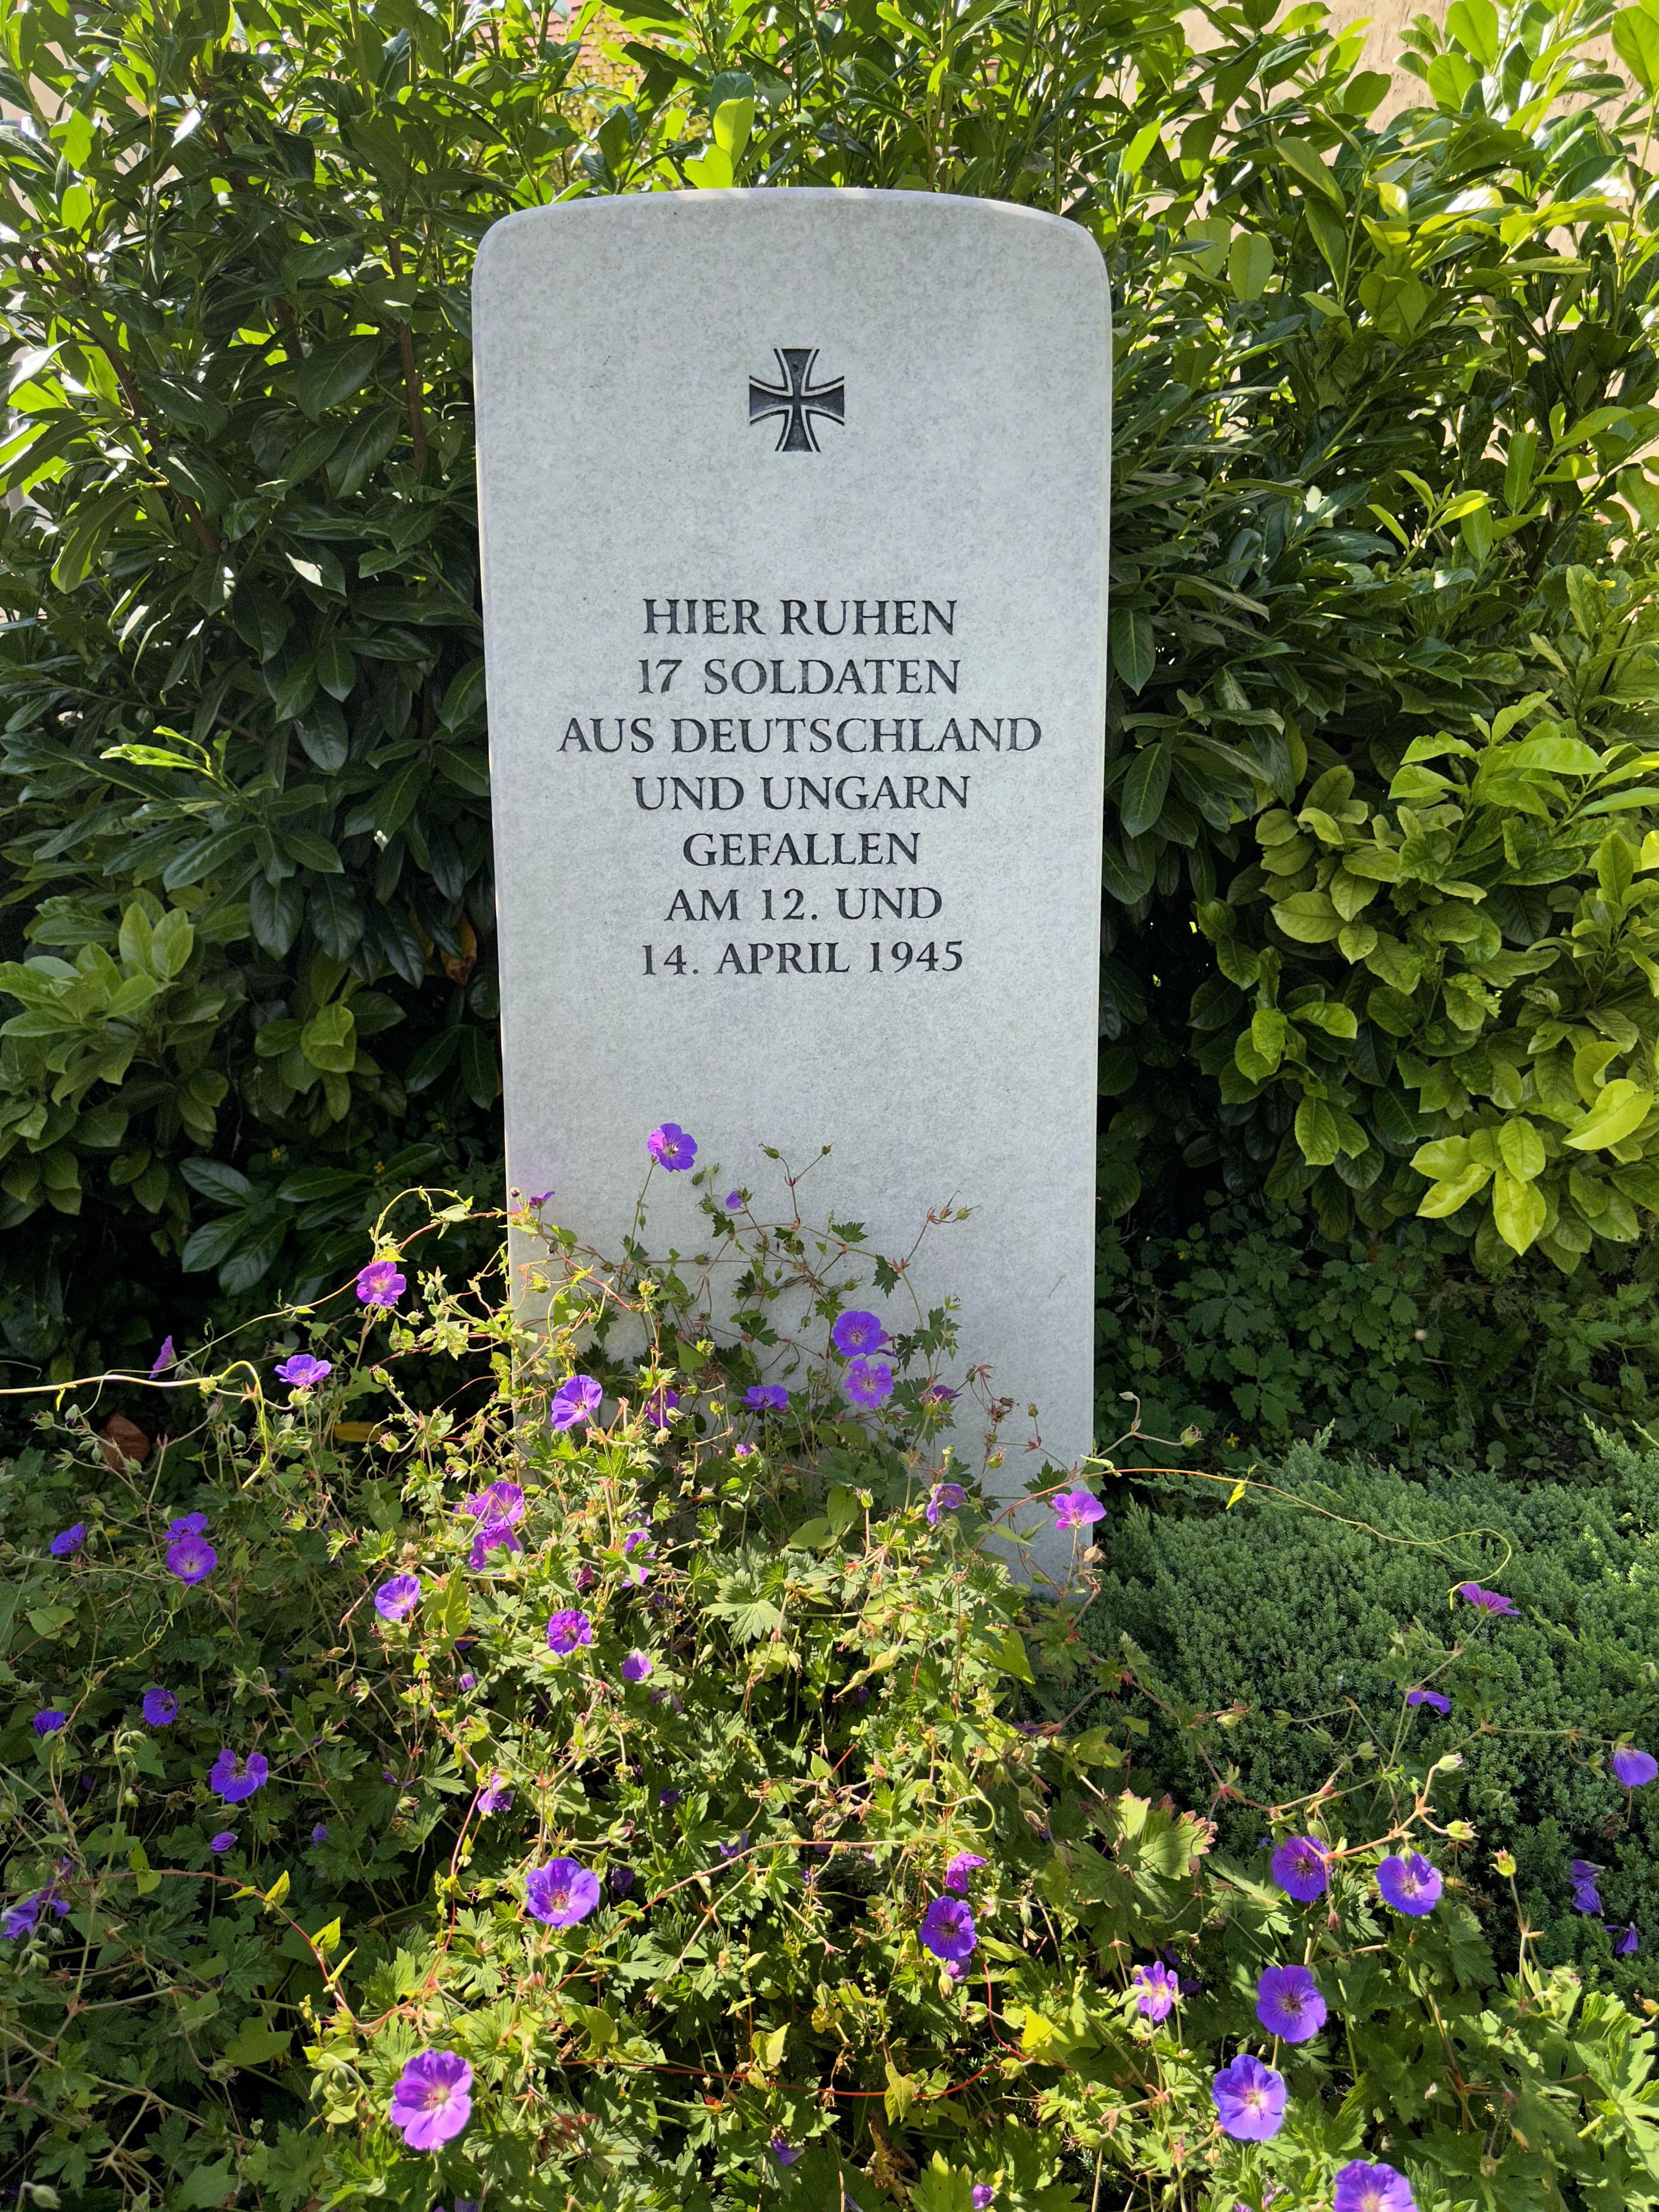 HIER RUHEN
17 SOLDATEN
AUS DEUTSCHLAND
UND UNGARN
GEFALLEN
AM 12. UND
14. APRIL 1945